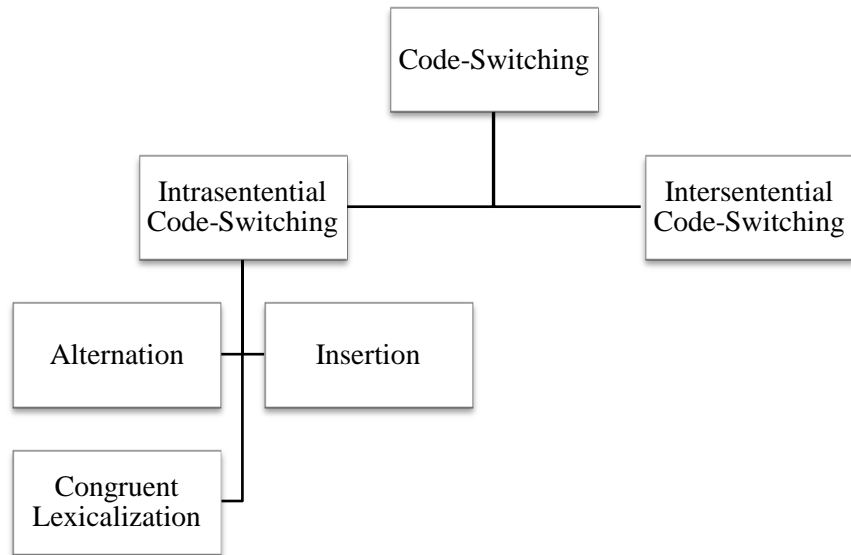 Code-Switching
Intrasentential
Code-Switching
Intersentential
Code-Switching
Alternation
Insertion
Congruent
Lexicalization